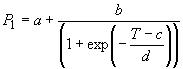 P₁ = a + b / (1 + exp(−(T − c)/d))